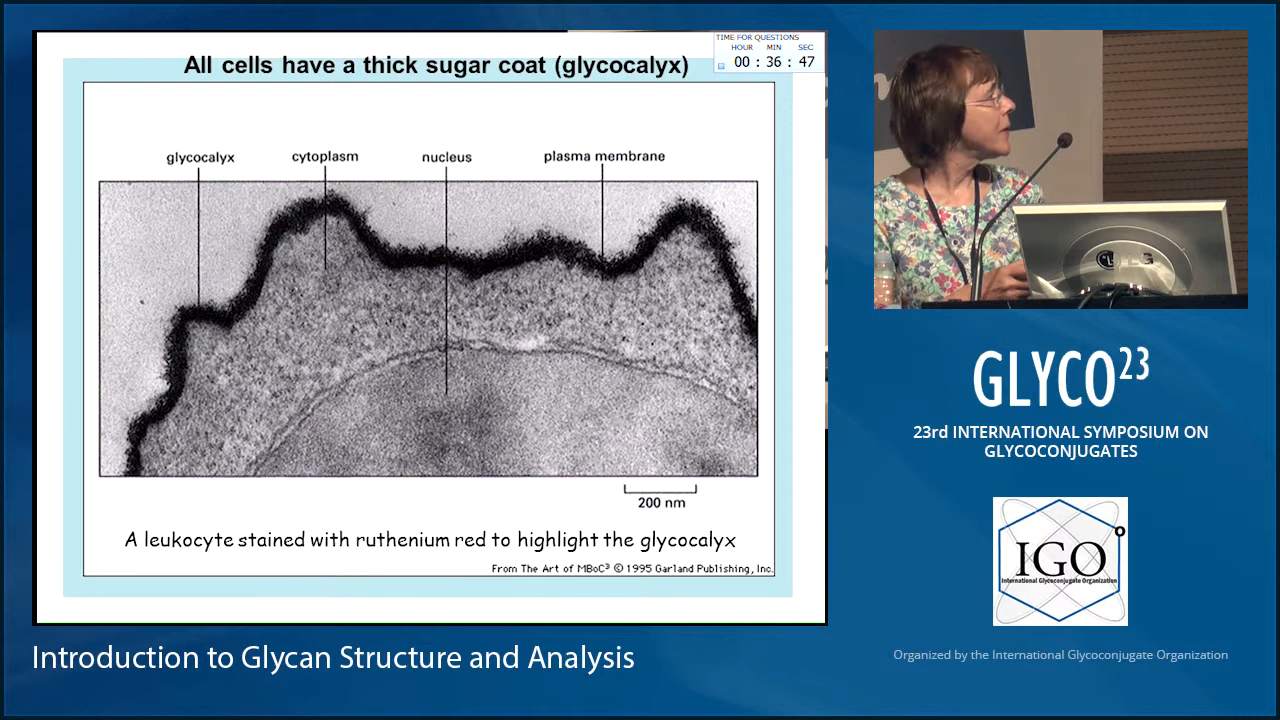 TIME FOR QUESTIONS
HOUR MIN SEC
00 : 36 : 47
All cells have a thick sugar coat (glycocalyx)
glycocalyx cytoplasm nucleus plasma membrane
200 nm
A leukocyte stained with ruthenium red to highlight the glycocalyx
From The Art of MBoC³ © 1995 Garland Publishing, Inc.
Introduction to Glycan Structure and Analysis
LG
GLYCO²³
23rd INTERNATIONAL SYMPOSIUM ON
GLYCOCONJUGATES
IGO
International Glycoconjugate Organization
Organized by the International Glycoconjugate Organization